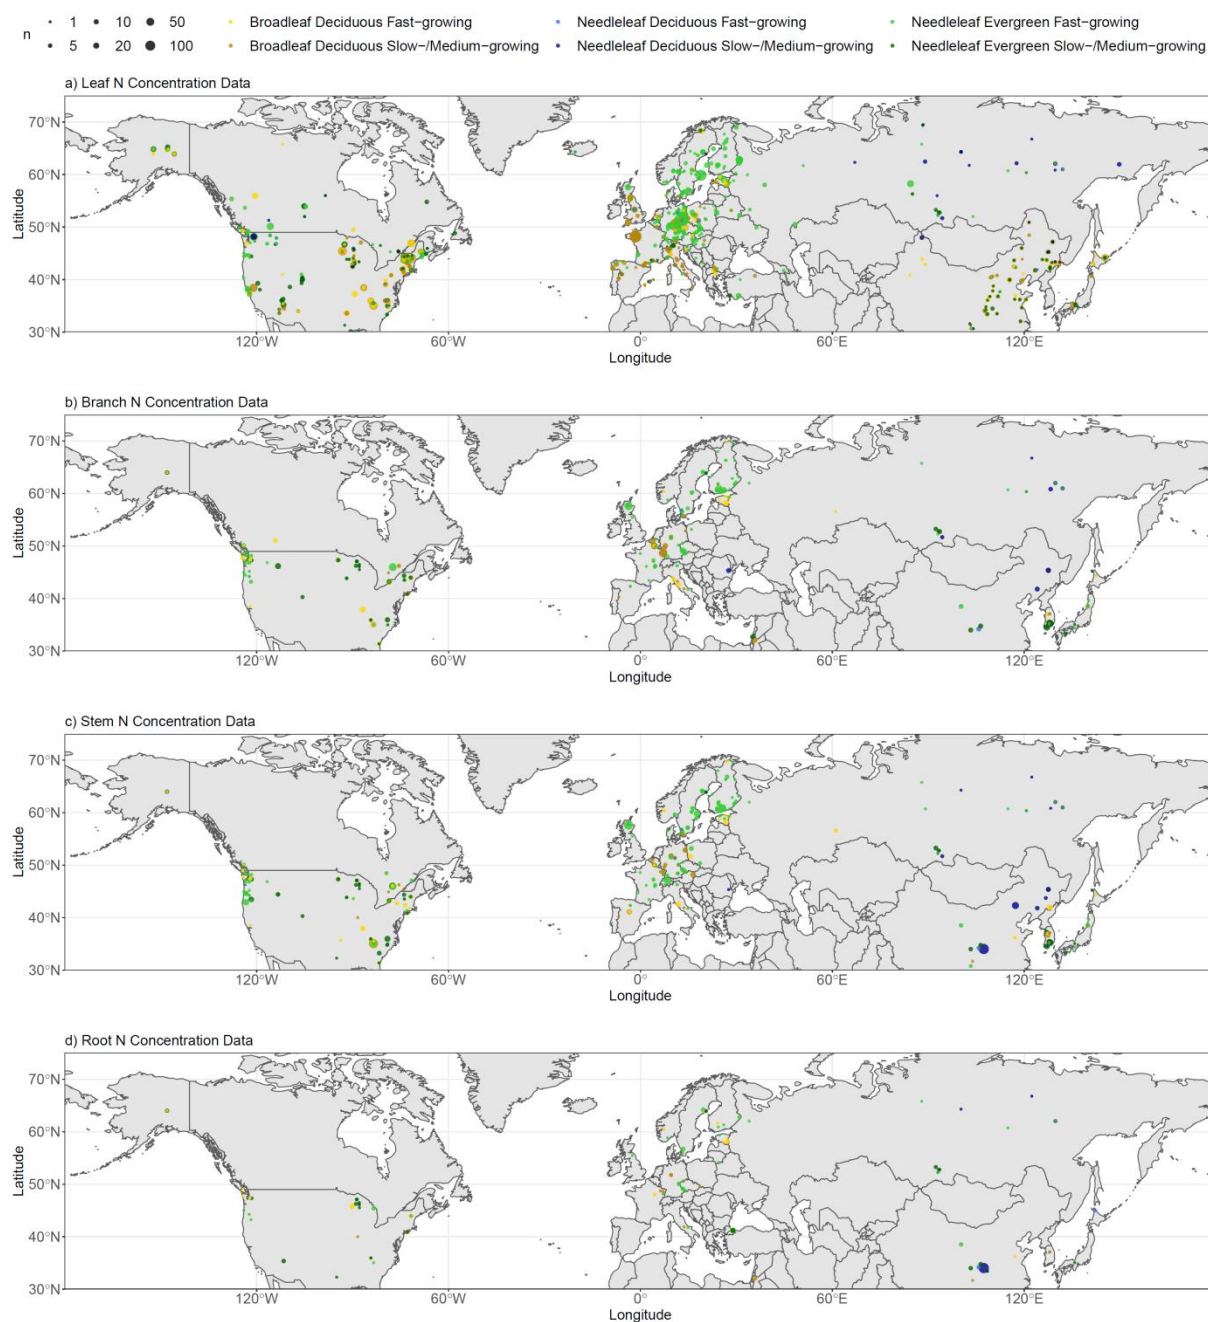 n
1 10 50
5 20 100
Broadleaf Deciduous Fast−growing Needleleaf Deciduous Fast−growing Needleleaf Evergreen Fast−growing
Broadleaf Deciduous Slow−/Medium−growing Needleleaf Deciduous Slow−/Medium−growing Needleleaf Evergreen Slow−/Medium−growing
a) Leaf N Concentration Data
70°N
60°N
50°N
40°N
30°N
Latitude
120°W 60°W 0° 60°E 120°E
Longitude
b) Branch N Concentration Data
70°N
60°N
50°N
40°N
30°N
Latitude
120°W 60°W 0° 60°E 120°E
Longitude
c) Stem N Concentration Data
70°N
60°N
50°N
40°N
30°N
Latitude
120°W 60°W 0° 60°E 120°E
Longitude
d) Root N Concentration Data
70°N
60°N
50°N
40°N
30°N
Latitude
120°W 60°W 0° 60°E 120°E
Longitude